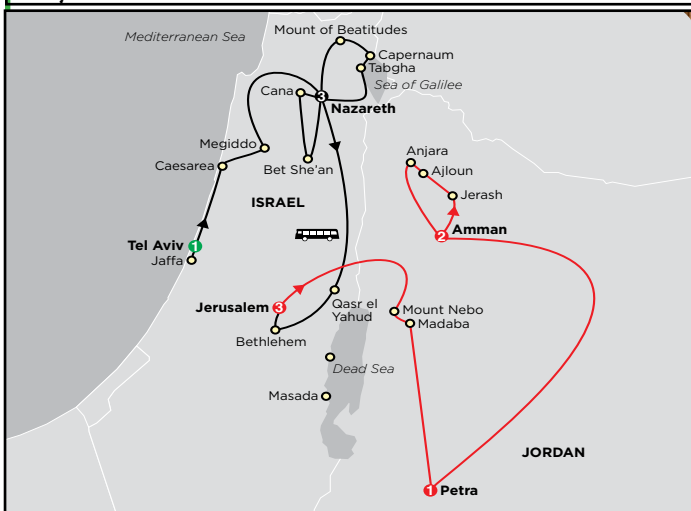 Mediterranean Sea
Mount of Beatitudes
Capernaum
Tabgha
Sea of Galilee
Cana
3
Nazareth
Megiddo
Caesarea
Bet She'an
Anjara
Ajloun
Jerash
ISRAEL
Tel Aviv 1
Jaffa
2 Amman
Jerusalem 3
Qasr el
Yahud
Mount Nebo
Madaba
Bethlehem
Dead Sea
Masada
JORDAN
1 Petra